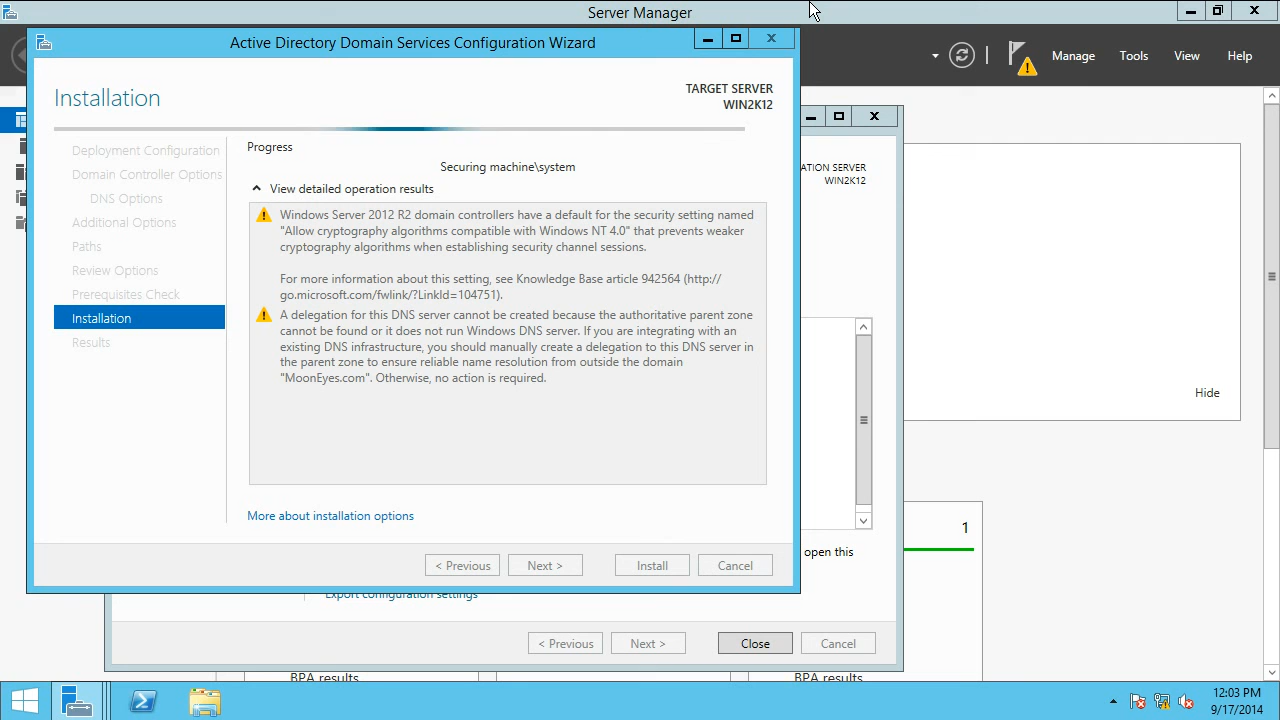 Server Manager
Active Directory Domain Services Configuration Wizard
Manage
Tools
View
Help
Installation
TARGET SERVER
WIN2K12
Deployment Configuration
Domain Controller Options
DNS Options
Additional Options
Paths
Review Options
Prerequisites Check
Installation
Results
Progress
Securing machine\system
View detailed operation results
Windows Server 2012 R2 domain controllers have a default for the security setting named
"Allow cryptography algorithms compatible with Windows NT 4.0" that prevents weaker
cryptography algorithms when establishing security channel sessions.
For more information about this setting, see Knowledge Base article 942564 (http://
go.microsoft.com/fwlink/?LinkId=104751).
A delegation for this DNS server cannot be created because the authoritative parent zone
cannot be found or it does not run Windows DNS server. If you are integrating with an
existing DNS infrastructure, you should manually create a delegation to this DNS server in
the parent zone to ensure reliable name resolution from outside the domain
"MoonEyes.com". Otherwise, no action is required.
More about installation options
< Previous
Next >
Install
Cancel
ATION SERVER
WIN2K12
open this
Export configuration settings
< Previous
Next >
Close
Cancel
Hide
1
BPA results
BPA results
12:03 PM
9/17/2014